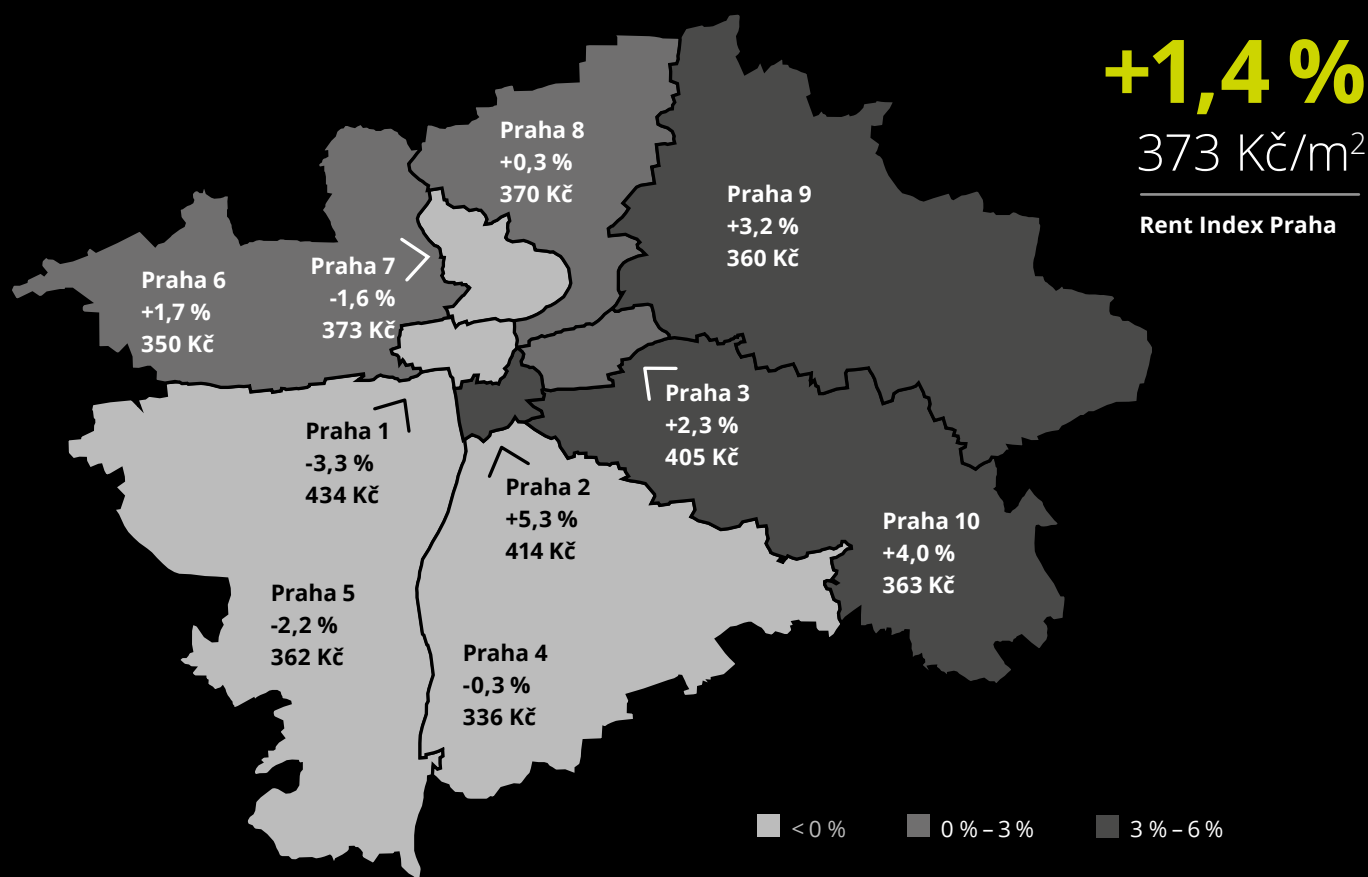 +1,4 %
373 Kč/m²
Rent Index Praha
Praha 8
+0,3 %
370 Kč
Praha 9
+3,2 %
360 Kč
Praha 7
-1,6 %
373 Kč
Praha 6
+1,7 %
350 Kč
Praha 3
+2,3 %
405 Kč
Praha 1
-3,3 %
434 Kč
Praha 2
+5,3 %
414 Kč
Praha 10
+4,0 %
363 Kč
Praha 5
-2,2 %
362 Kč
Praha 4
-0,3 %
336 Kč
< 0 %
0 % – 3 %
3 % – 6 %